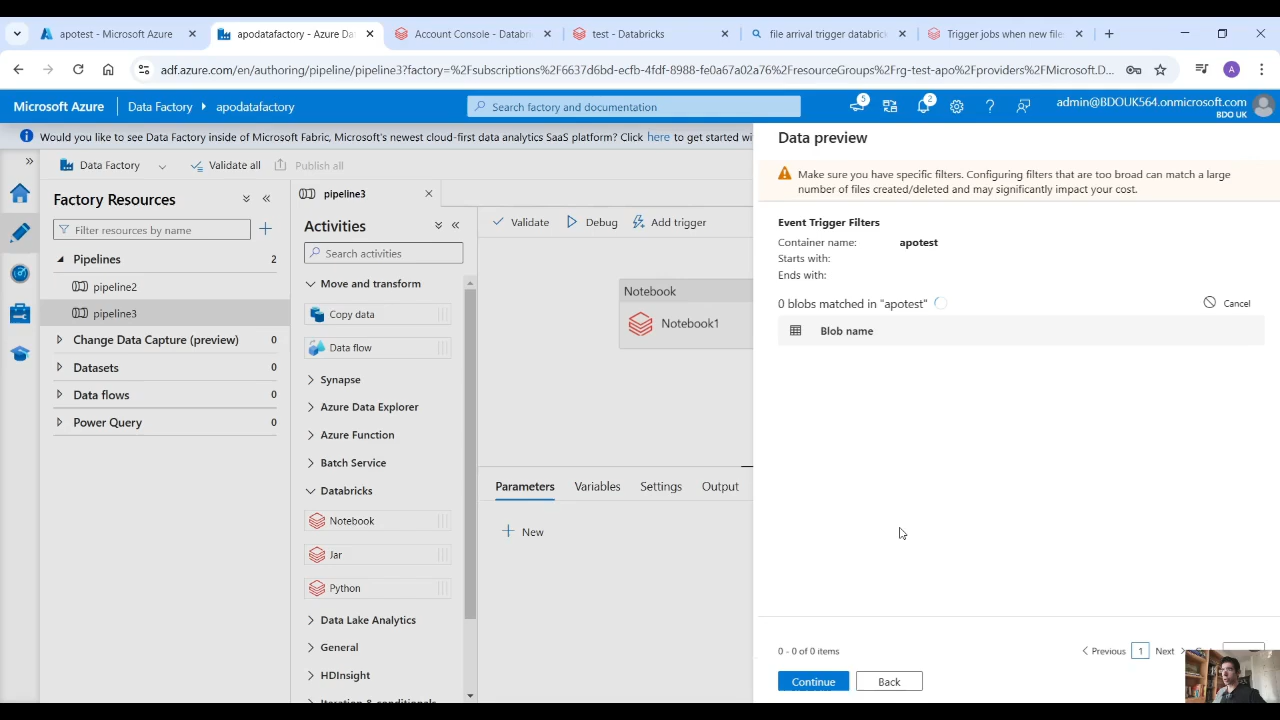 apotest - Microsoft Azure
apodatafactory - Azure Da
Account Console - Databri
test - Databricks
file arrival trigger databrick
Trigger jobs when new file
adf.azure.com/en/authoring/pipeline/pipeline3?factory=%2Fsubscriptions%2F6637d6bd-ecfb-4fdf-8988-fe0a67a02a76%2FresourceGroups%2Frg-test-apo%2Fproviders%2FMicrosoft.D...
A
Microsoft Azure
Data Factory
apodatafactory
Search factory and documentation
5
2
admin@BDOUK564.onmicrosoft.com
BDO UK
Would you like to see Data Factory inside of Microsoft Fabric, Microsoft's newest cloud-first data analytics SaaS platform? Click here to get started wi
Data Factory
Validate all
Publish all
Factory Resources
Filter resources by name
Pipelines
2
pipeline2
pipeline3
Change Data Capture (preview)
0
Datasets
0
Data flows
0
Power Query
0
pipeline3
Activities
Search activities
Move and transform
Copy data
Data flow
Synapse
Azure Data Explorer
Azure Function
Batch Service
Databricks
Notebook
Jar
Python
Data Lake Analytics
General
HDInsight
Iteration & conditionals
Validate
Debug
Add trigger
Notebook
Notebook1
Parameters
Variables
Settings
Output
New
Data preview
Make sure you have specific filters. Configuring filters that are too broad can match a large
number of files created/deleted and may significantly impact your cost.
Event Trigger Filters
Container name: apotest
Starts with:
Ends with:
0 blobs matched in "apotest"
Cancel
Blob name
0 - 0 of 0 items
Previous
1
Next
Continue
Back